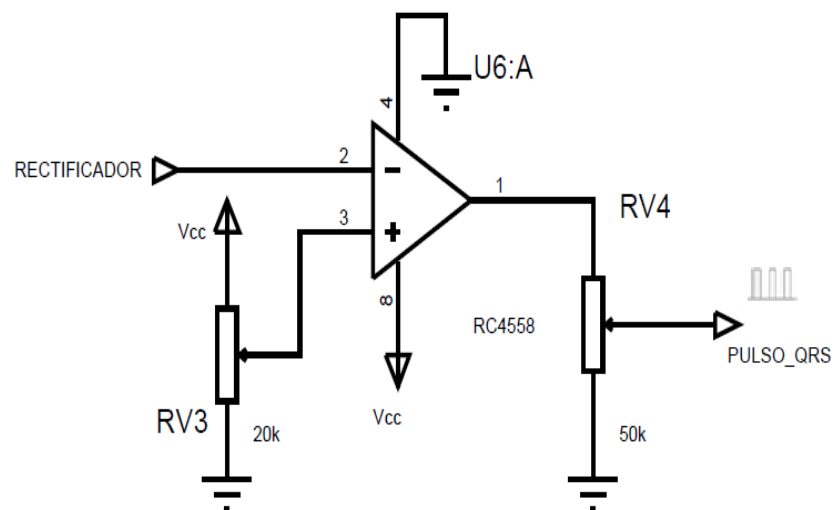 4
U6:A
RECTIFICADOR
2
-
1
RV4
Vcc
3
+
8
RC4558
PULSO_QRS
Vcc
RV3
20k
50k